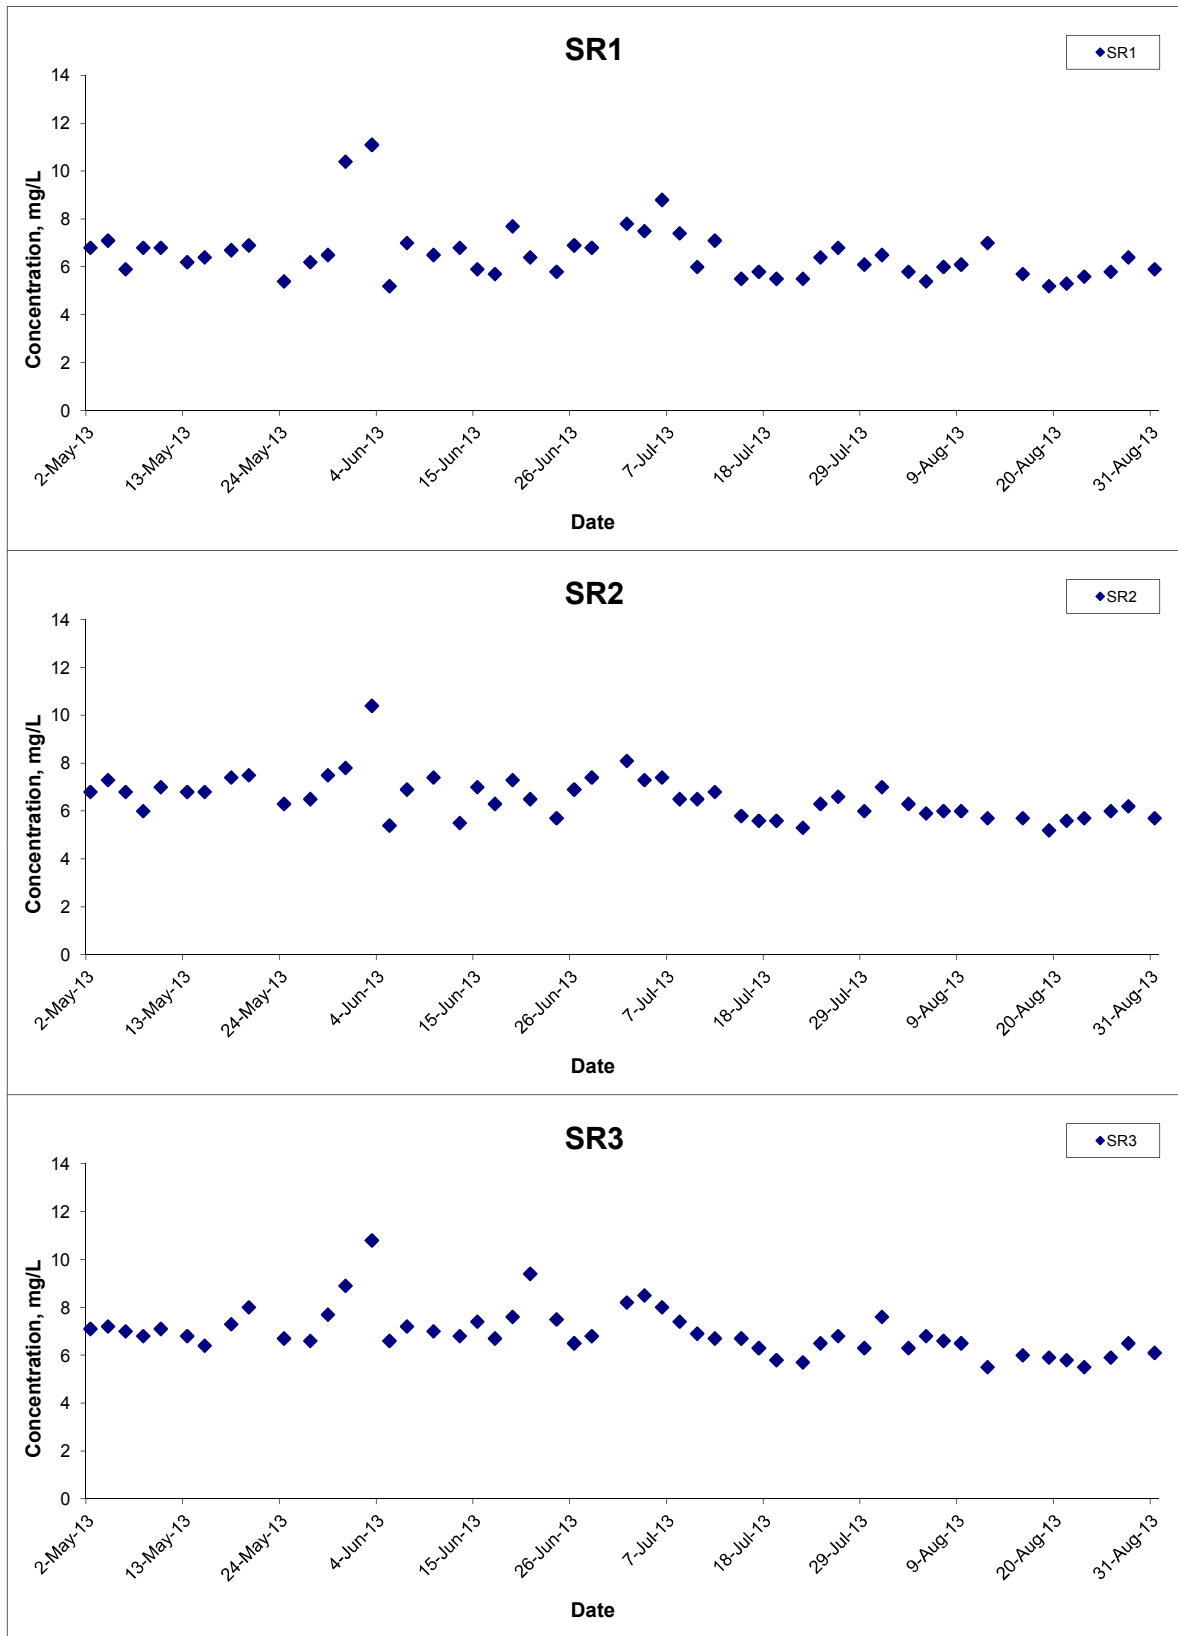 SR1
SR1
14
12
10
8
6
4
2
0
Concentration, mg/L
2-May-13
13-May-13
24-May-13
4-Jun-13
15-Jun-13
26-Jun-13
7-Jul-13
18-Jul-13
29-Jul-13
9-Aug-13
20-Aug-13
31-Aug-13
Date
SR2
SR2
14
12
10
8
6
4
2
0
Concentration, mg/L
2-May-13
13-May-13
24-May-13
4-Jun-13
15-Jun-13
26-Jun-13
7-Jul-13
18-Jul-13
29-Jul-13
9-Aug-13
20-Aug-13
31-Aug-13
Date
SR3
SR3
14
12
10
8
6
4
2
0
Concentration, mg/L
2-May-13
13-May-13
24-May-13
4-Jun-13
15-Jun-13
26-Jun-13
7-Jul-13
18-Jul-13
29-Jul-13
9-Aug-13
20-Aug-13
31-Aug-13
Date